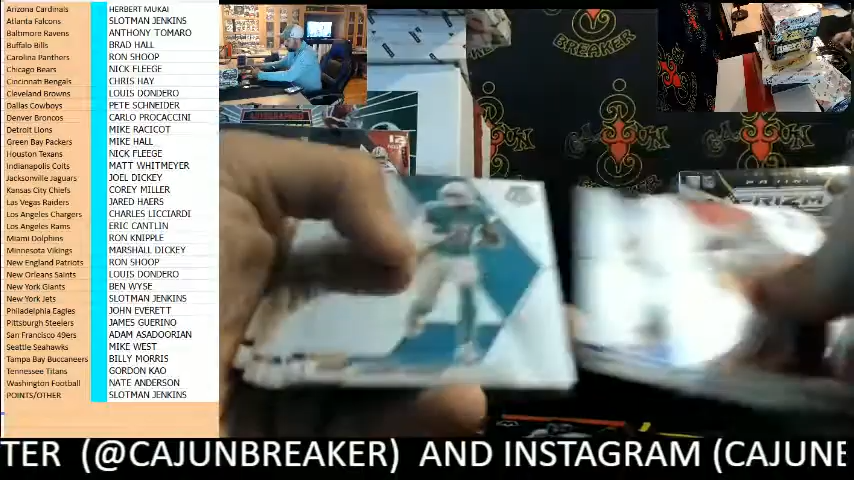 Arizona Cardinals HERBERT MUKAI
Atlanta Falcons SLOTMAN JENKINS
Baltimore Ravens ANTHONY TOMARO
Buffalo Bills BRAD HALL
Carolina Panthers RON SHOOP
Chicago Bears NICK FLEEGE
Cincinnati Bengals CHRIS HAY
Cleveland Browns LOUIS DONDERO
Dallas Cowboys PETE SCHNEIDER
Denver Broncos CARLO PROCACCINI
Detroit Lions MIKE RACICOT
Green Bay Packers MIKE HALL
Houston Texans NICK FLEEGE
Indianapolis Colts MATT WHITMEYER
Jacksonville Jaguars JOEL DICKEY
Kansas City Chiefs COREY MILLER
Las Vegas Raiders JARED HAERS
Los Angeles Chargers CHARLES LICCIARDI
Los Angeles Rams ERIC CANTLIN
Miami Dolphins RON KNIPPLE
Minnesota Vikings MARSHALL DICKEY
New England Patriots RON SHOOP
New Orleans Saints LOUIS DONDERO
New York Giants BEN WYSE
New York Jets SLOTMAN JENKINS
Philadelphia Eagles JOHN EVERETT
Pittsburgh Steelers JAMES GUERINO
San Francisco 49ers ADAM ASADOORIAN
Seattle Seahawks MIKE WEST
Tampa Bay Buccaneers BILLY MORRIS
Tennessee Titans GORDON KAO
Washington Football NATE ANDERSON
POINTS/OTHER SLOTMAN JENKINS
BREAKER
AUTOGRAPHED
12
CAJUN
PANINI
PRIZM
TER (@CAJUNBREAKER) AND INSTAGRAM (CAJUNE